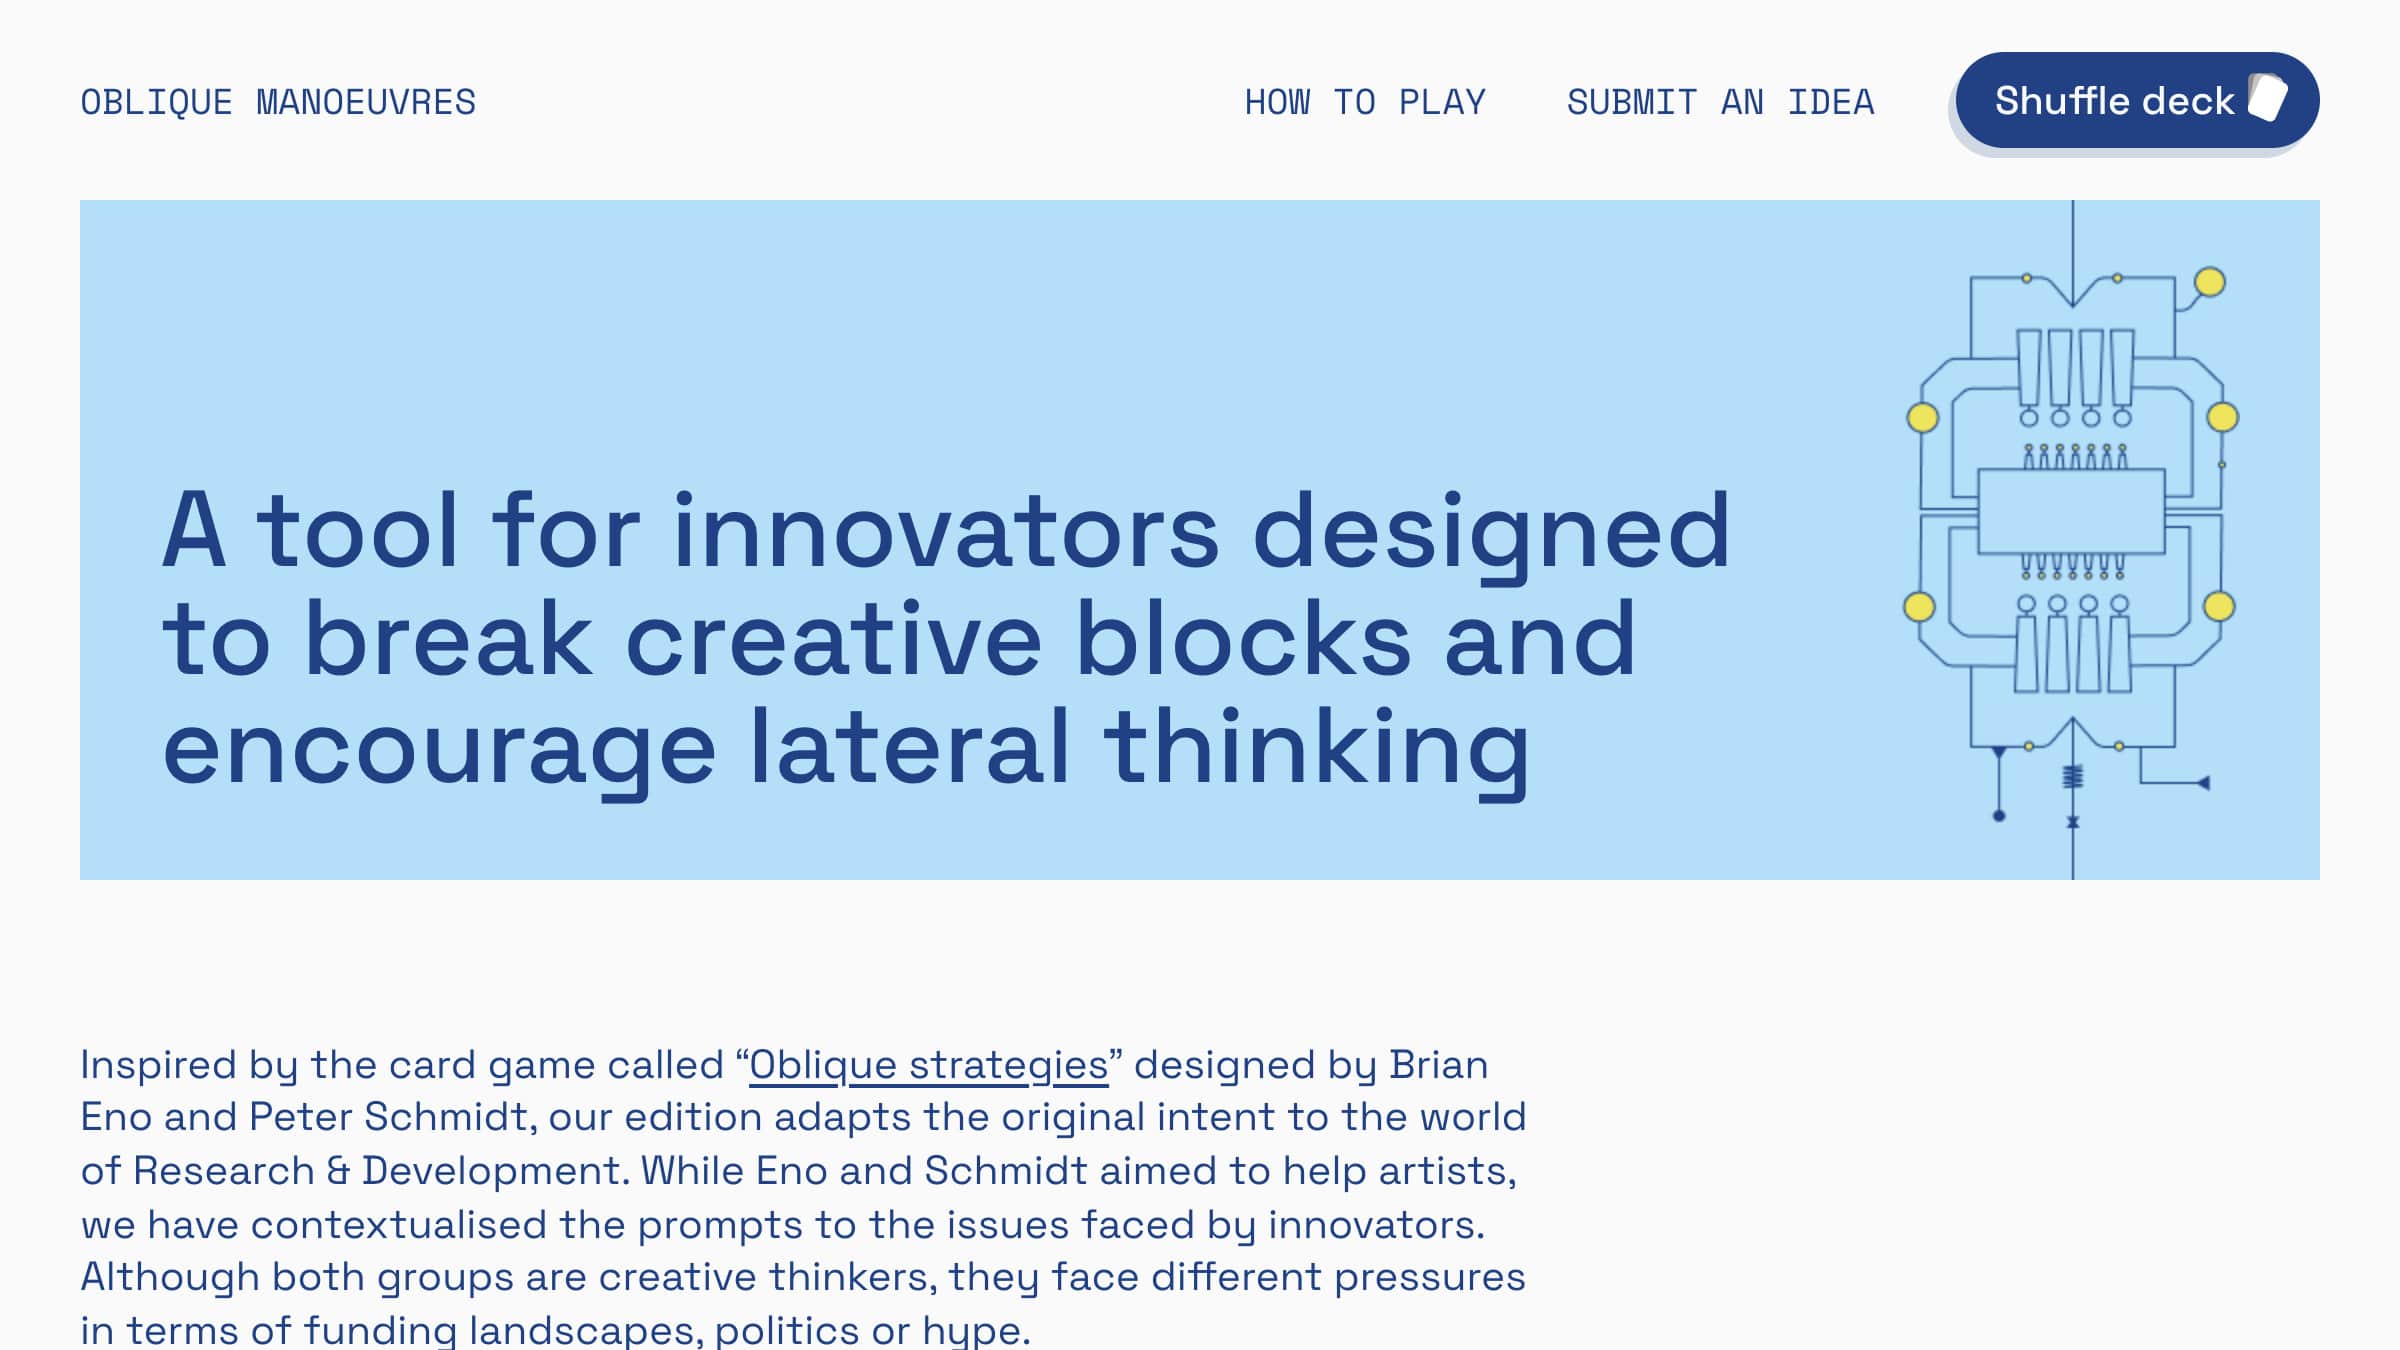 OBLIQUE MANOEUVRES
HOW TO PLAY
SUBMIT AN IDEA
Shuffle deck
A tool for innovators designed
to break creative blocks and
encourage lateral thinking
Inspired by the card game called “Oblique strategies” designed by Brian
Eno and Peter Schmidt, our edition adapts the original intent to the world
of Research & Development. While Eno and Schmidt aimed to help artists,
we have contextualised the prompts to the issues faced by innovators.
Although both groups are creative thinkers, they face different pressures
in terms of funding landscapes, politics or hype.